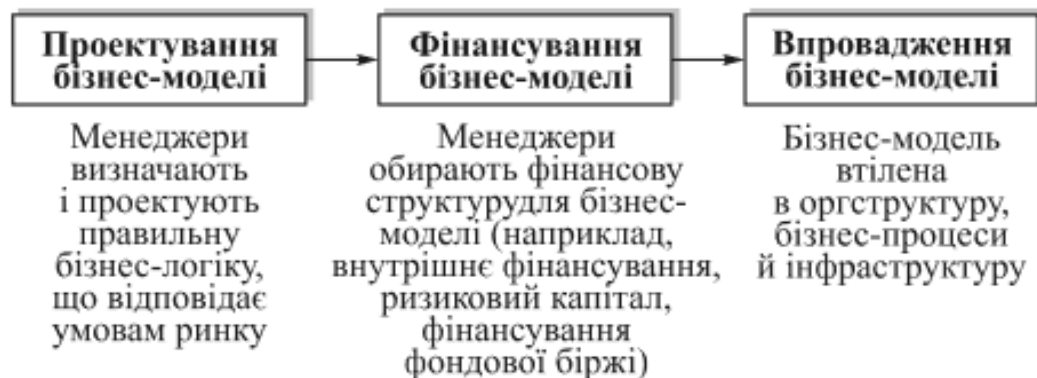 Проектування
бізнес-моделі
Фінансування
бізнес-моделі
Впровадження
бізнес-моделі
Менеджери
визначають
і проектують
правильну
бізнес-логіку,
що відповідає
умовам ринку
Менеджери
обирають фінансову
структурудля бізнес-
моделі (наприклад,
внутрішнє фінансування,
ризиковий капітал,
фінансування
фондової біржі)
Бізнес-модель
втілена
в оргструктуру,
бізнес-процеси
й інфраструктуру